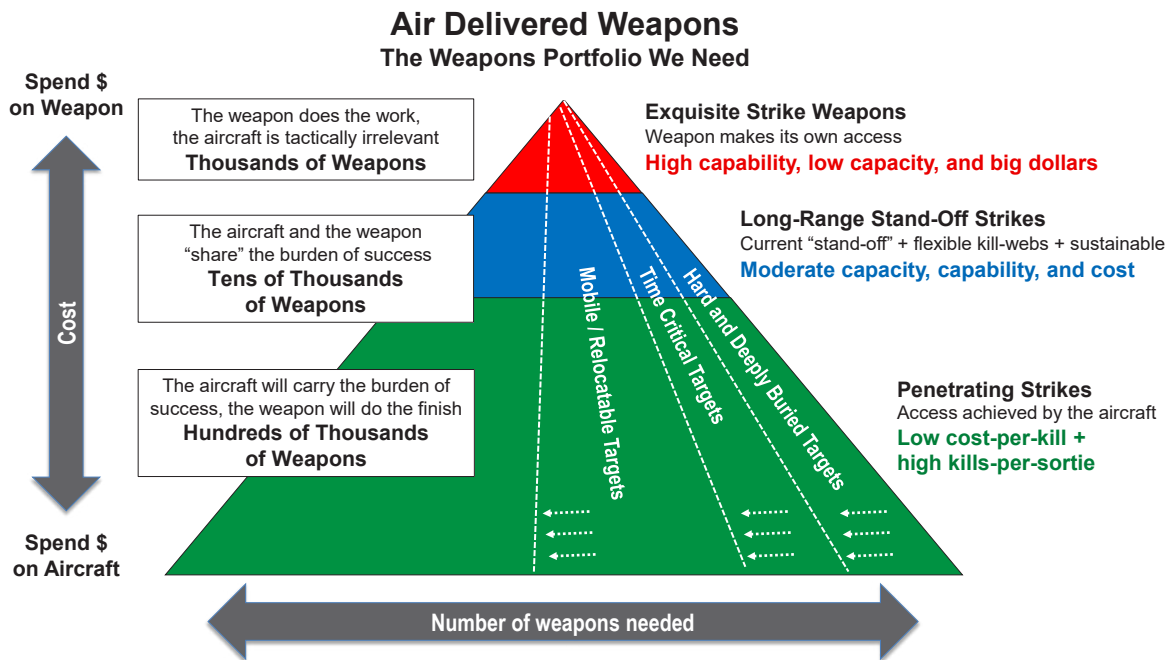 Air Delivered Weapons
The Weapons Portfolio We Need
Spend $
on Weapon
Cost
Spend $
on Aircraft
The weapon does the work,
the aircraft is tactically irrelevant
Thousands of Weapons
The aircraft and the weapon
“share” the burden of success
Tens of Thousands
of Weapons
The aircraft will carry the burden of
success, the weapon will do the finish
Hundreds of Thousands
of Weapons
Mobile / Relocatable Targets
Time Critical Targets
Hard and Deeply Buried Targets
Exquisite Strike Weapons
Weapon makes its own access
High capability, low capacity, and big dollars
Long-Range Stand-Off Strikes
Current “stand-off” + flexible kill-webs + sustainable
Moderate capacity, capability, and cost
Penetrating Strikes
Access achieved by the aircraft
Low cost-per-kill +
high kills-per-sortie
Number of weapons needed